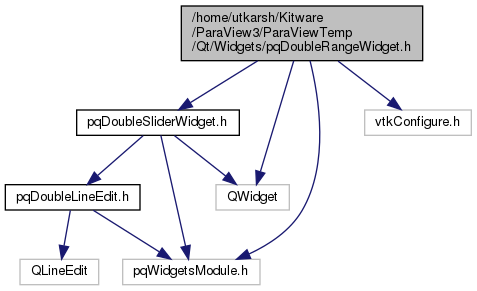 /home/utkarsh/Kitware
/ParaView3/ParaViewTemp
/Qt/Widgets/pqDoubleRangeWidget.h
pqDoubleSliderWidget.h
vtkConfigure.h
pqDoubleLineEdit.h
QWidget
QLineEdit
pqWidgetsModule.h